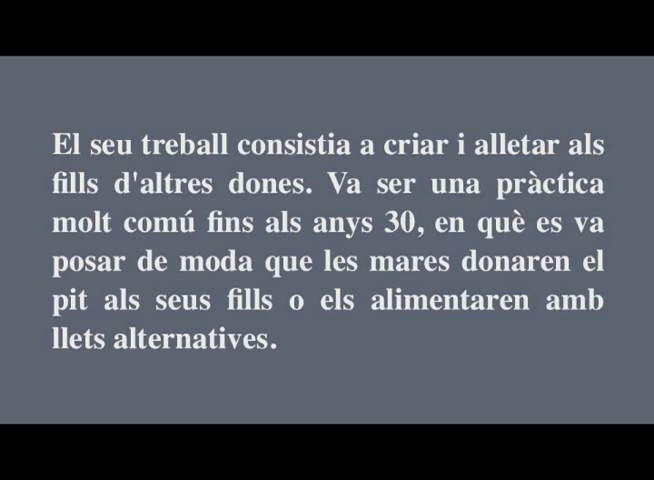 El seu treball consistia a criar i alletar als
fills d'altres dones. Va ser una pràctica
molt comú fins als anys 30, en què es va
posar de moda que les mares donaren el
pit als seus fills o els alimentaren amb
llets alternatives.